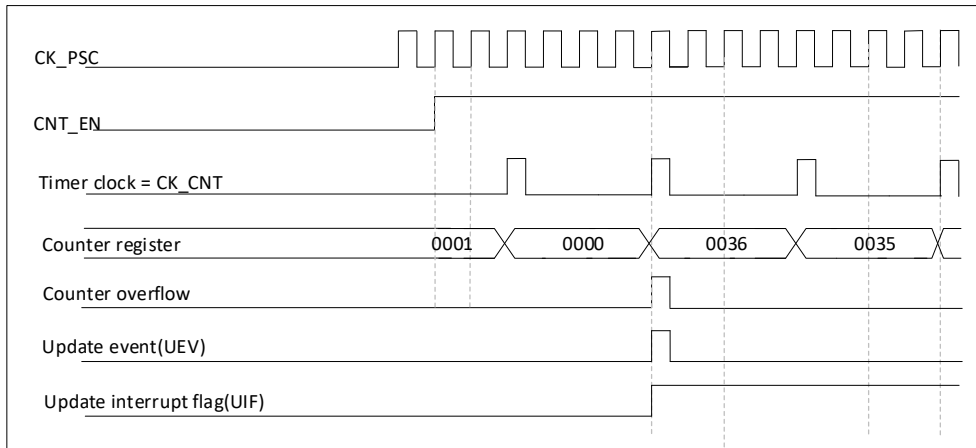 CK_PSC
CNT_EN
Timer clock = CK_CNT
Counter register 0001 0000 0036 0035
Counter overflow
Update event(UEV)
Update interrupt flag(UIF)